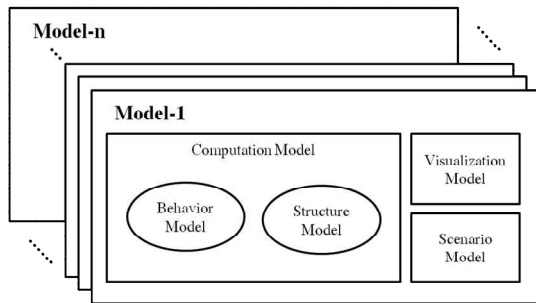 Model-n
Model-1
Computation Model
Behavior
Model
Structure
Model
Visualization
Model
Scenario
Model